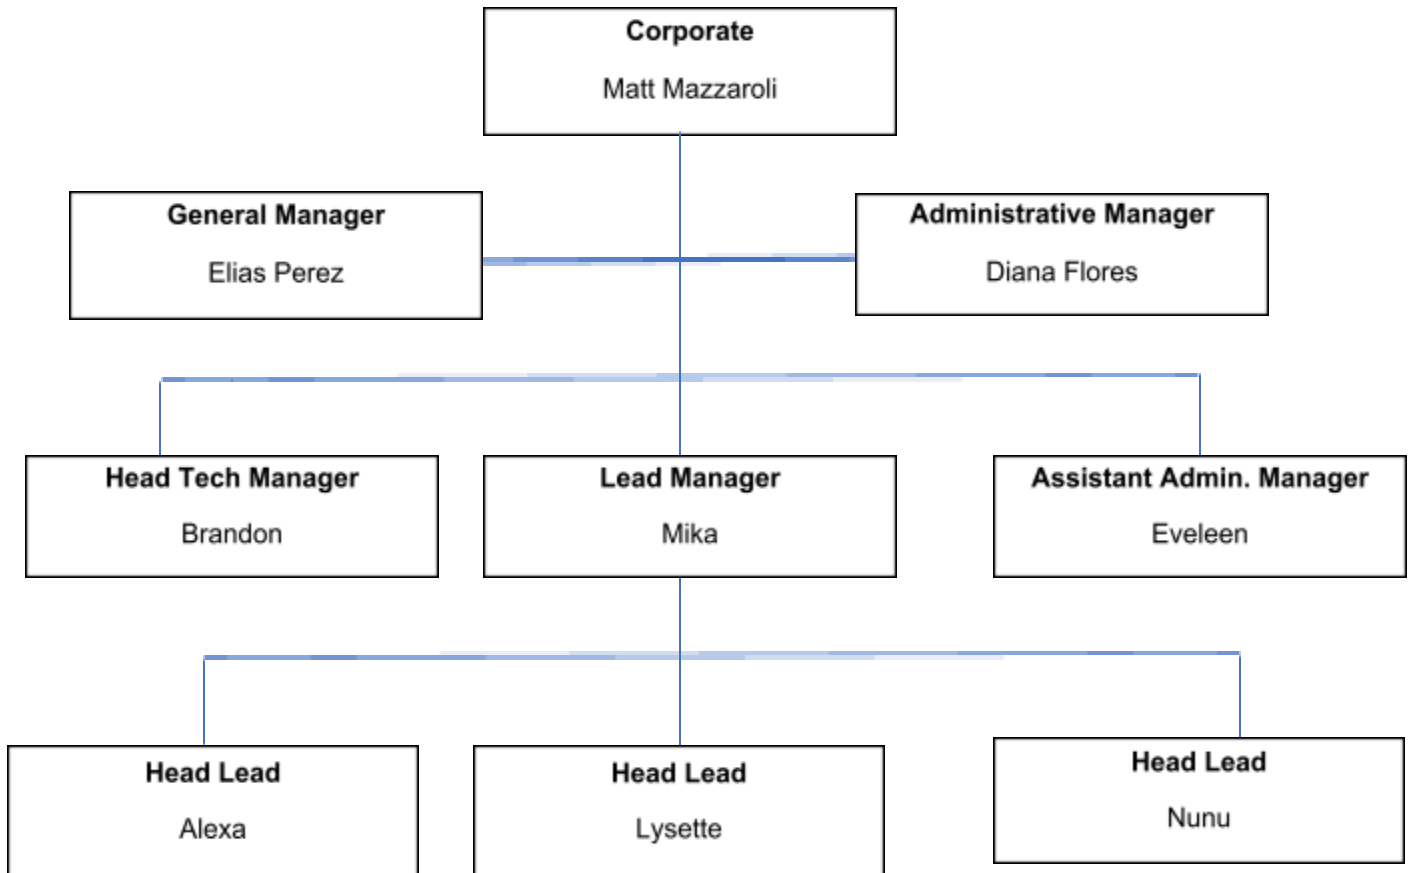 Corporate
Matt Mazzaroli
General Manager
Elias Perez
Administrative Manager
Diana Flores
Head Tech Manager
Brandon
Lead Manager
Mika
Assistant Admin. Manager
Eveleen
Head Lead
Alexa
Head Lead
Lysette
Head Lead
Nunu